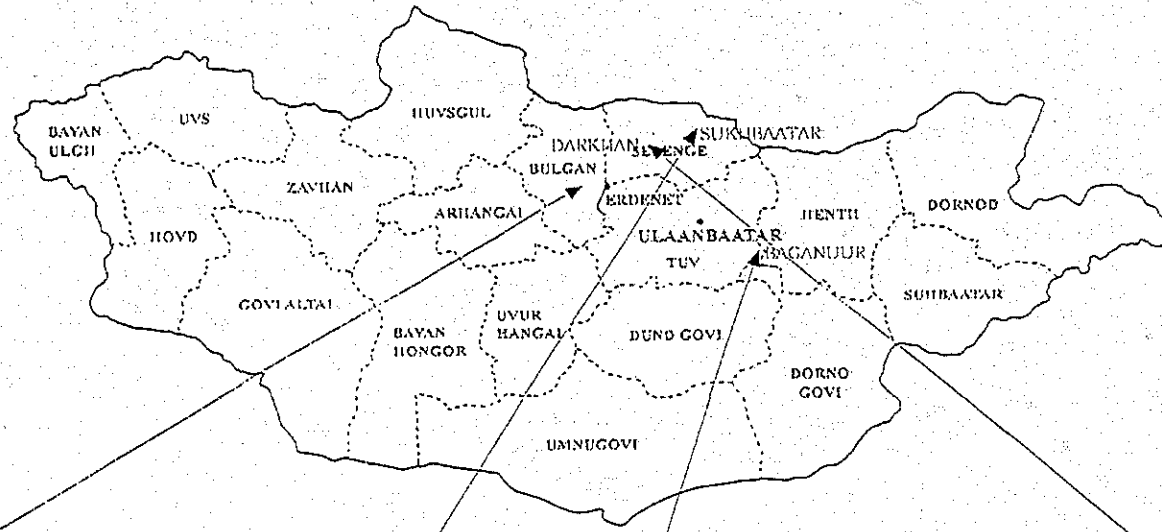 BAYAN
ULGII
UVS
HUVSGUL
DARKHAN
SUKHBAATAR
SELENGE
BULGAN
ZAVHAN
ERDENET
ARHANGAI
HOVD
HENTII
DORNOD
ULAANBAATAR
TUV
BAGANUUR
GOVI ALTAI
SUHBAATAR
BAYAN
HONGOR
UVUR
HANGAI
DUND GOVI
DORNO
GOVI
UMNUGOVI